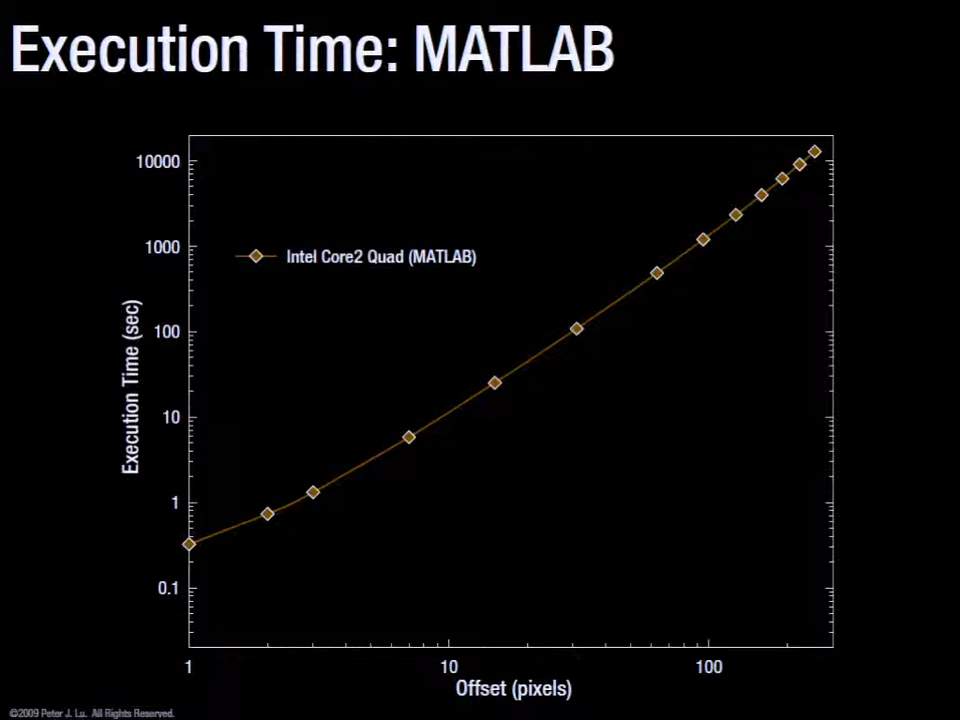 Execution Time: MATLAB
10000
1000
100
10
1
0.1
Execution Time (sec)
Intel Core2 Quad (MATLAB)
1 10 100
Offset (pixels)
©2009 Peter J. Lu. All Rights Reserved.